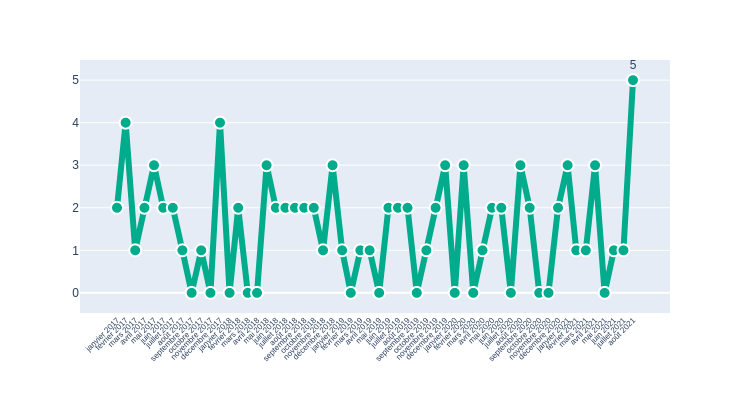 5
5
4
3
2
1
0
janvier 2017
février 2017
mars 2017
avril 2017
mai 2017
juin 2017
juillet 2017
août 2017
septembre 2017
octobre 2017
novembre 2017
décembre 2017
janvier 2018
février 2018
mars 2018
avril 2018
mai 2018
juin 2018
juillet 2018
août 2018
septembre 2018
octobre 2018
novembre 2018
décembre 2018
janvier 2019
février 2019
mars 2019
avril 2019
mai 2019
juin 2019
juillet 2019
août 2019
septembre 2019
octobre 2019
novembre 2019
décembre 2019
janvier 2020
février 2020
mars 2020
avril 2020
mai 2020
juin 2020
juillet 2020
août 2020
septembre 2020
octobre 2020
novembre 2020
décembre 2020
janvier 2021
février 2021
mars 2021
avril 2021
mai 2021
juin 2021
juillet 2021
août 2021